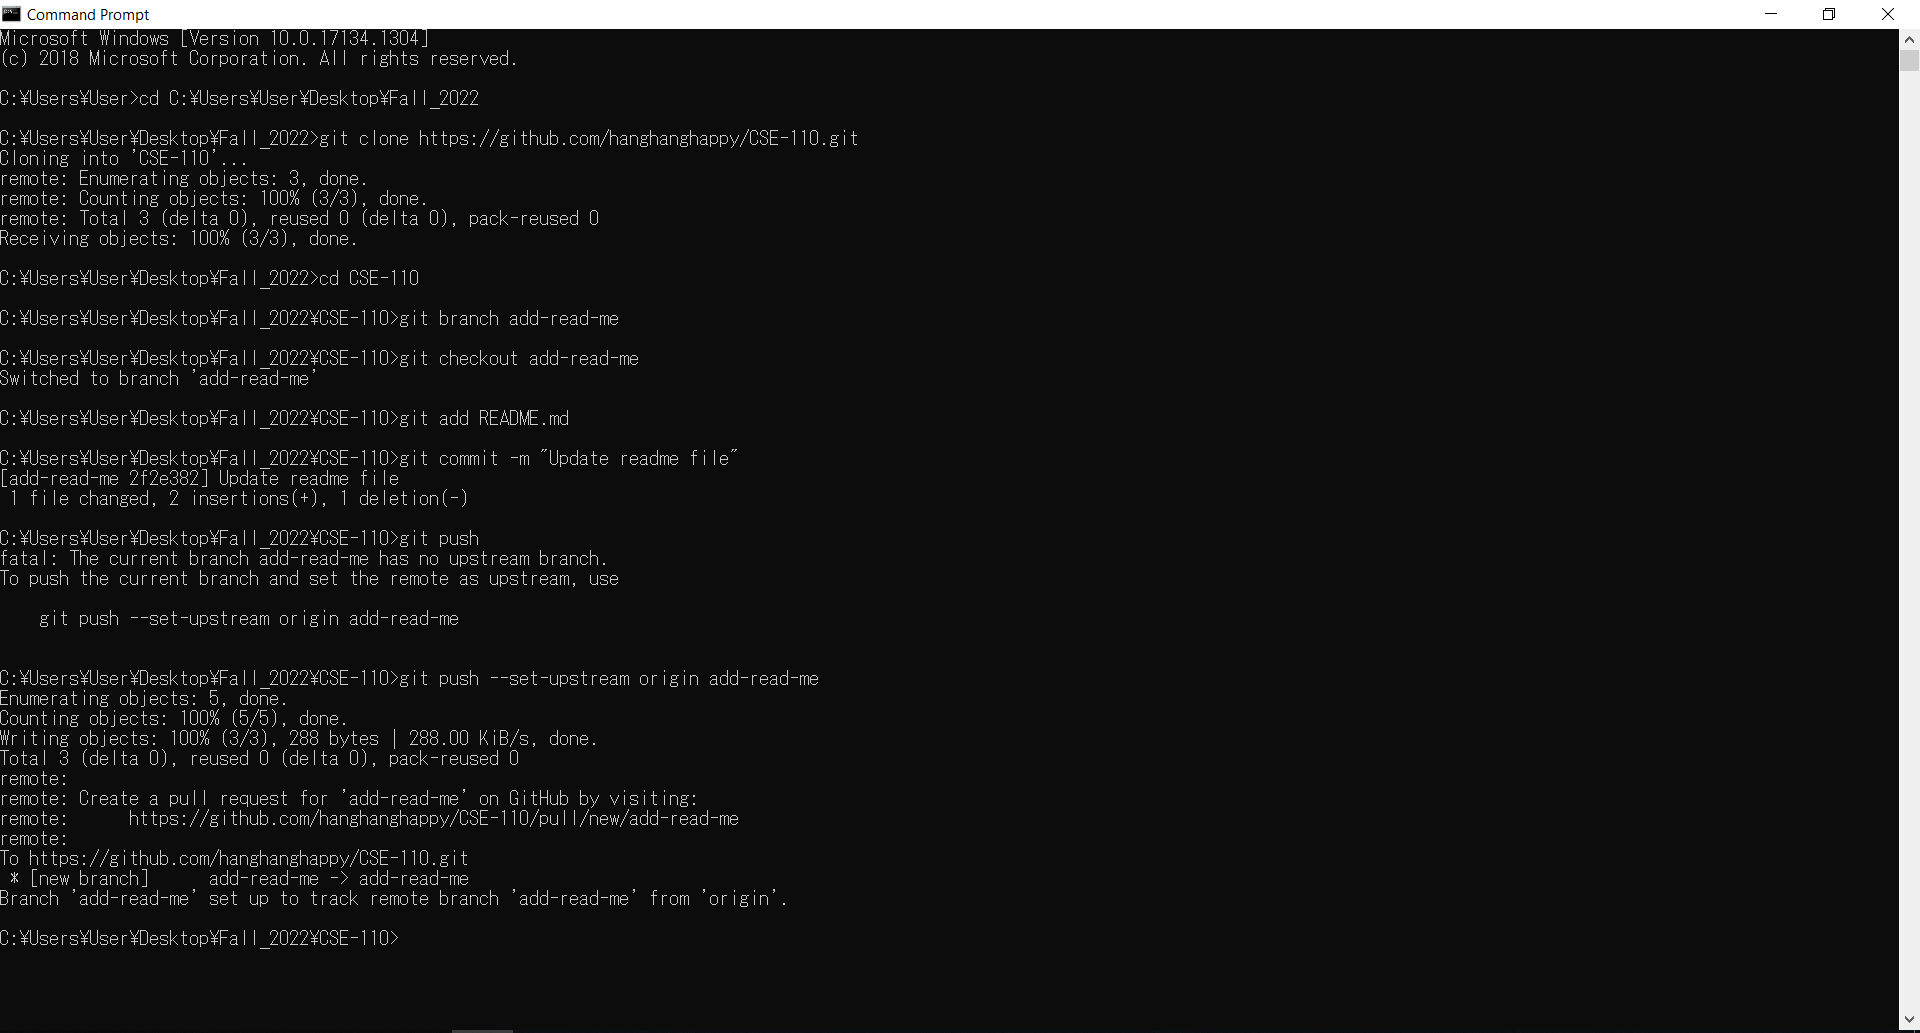 Command Prompt
Microsoft Windows [Version 10.0.17134.1304]
(c) 2018 Microsoft Corporation. All rights reserved.
C:¥Users¥User>cd C:¥Users¥User¥Desktop¥Fall_2022
C:¥Users¥User¥Desktop¥Fall_2022>git clone https://github.com/hanghanghappy/CSE-110.git
Cloning into 'CSE-110'...
remote: Enumerating objects: 3, done.
remote: Counting objects: 100% (3/3), done.
remote: Total 3 (delta 0), reused 0 (delta 0), pack-reused 0
Receiving objects: 100% (3/3), done.
C:¥Users¥User¥Desktop¥Fall_2022>cd CSE-110
C:¥Users¥User¥Desktop¥Fall_2022¥CSE-110>git branch add-read-me
C:¥Users¥User¥Desktop¥Fall_2022¥CSE-110>git checkout add-read-me
Switched to branch 'add-read-me'
C:¥Users¥User¥Desktop¥Fall_2022¥CSE-110>git add README.md
C:¥Users¥User¥Desktop¥Fall_2022¥CSE-110>git commit -m "Update readme file"
[add-read-me 2f2e382] Update readme file
 1 file changed, 2 insertions(+), 1 deletion(-)
C:¥Users¥User¥Desktop¥Fall_2022¥CSE-110>git push
fatal: The current branch add-read-me has no upstream branch.
To push the current branch and set the remote as upstream, use
    git push --set-upstream origin add-read-me
C:¥Users¥User¥Desktop¥Fall_2022¥CSE-110>git push --set-upstream origin add-read-me
Enumerating objects: 5, done.
Counting objects: 100% (5/5), done.
Writing objects: 100% (3/3), 288 bytes | 288.00 KiB/s, done.
Total 3 (delta 0), reused 0 (delta 0), pack-reused 0
remote:
remote: Create a pull request for 'add-read-me' on GitHub by visiting:
remote:      https://github.com/hanghanghappy/CSE-110/pull/new/add-read-me
remote:
To https://github.com/hanghanghappy/CSE-110.git
 * [new branch]      add-read-me -> add-read-me
Branch 'add-read-me' set up to track remote branch 'add-read-me' from 'origin'.
C:¥Users¥User¥Desktop¥Fall_2022¥CSE-110>